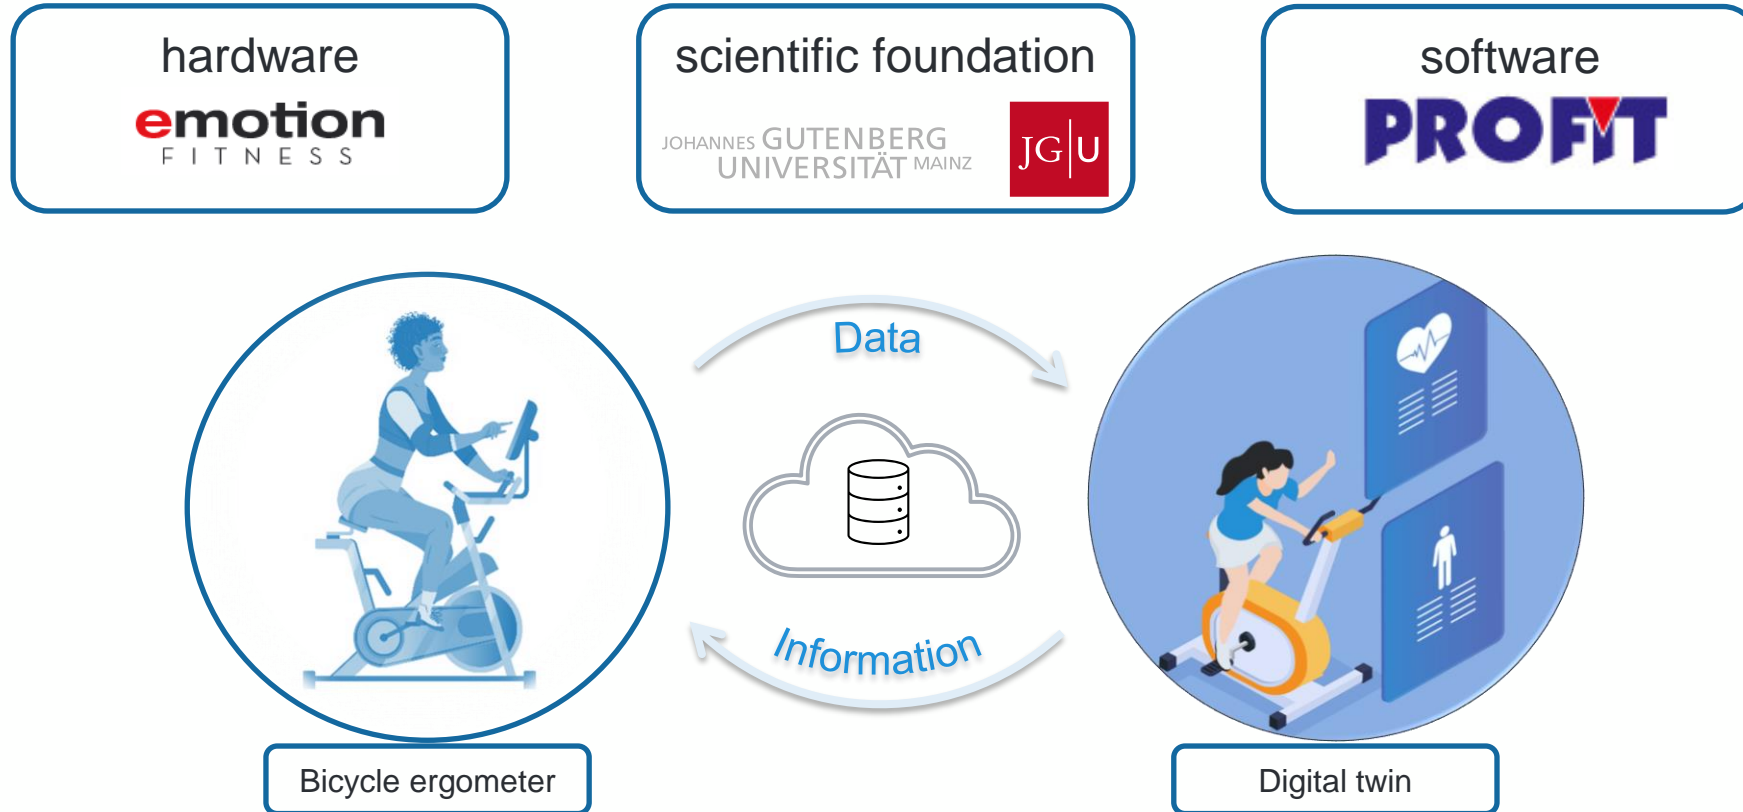 hardware
emotion
FITNESS
scientific foundation
JOHANNES GUTENBERG
UNIVERSITÄT MAINZ
JG|U
software
PROFIT
Data
Information
Bicycle ergometer
Digital twin